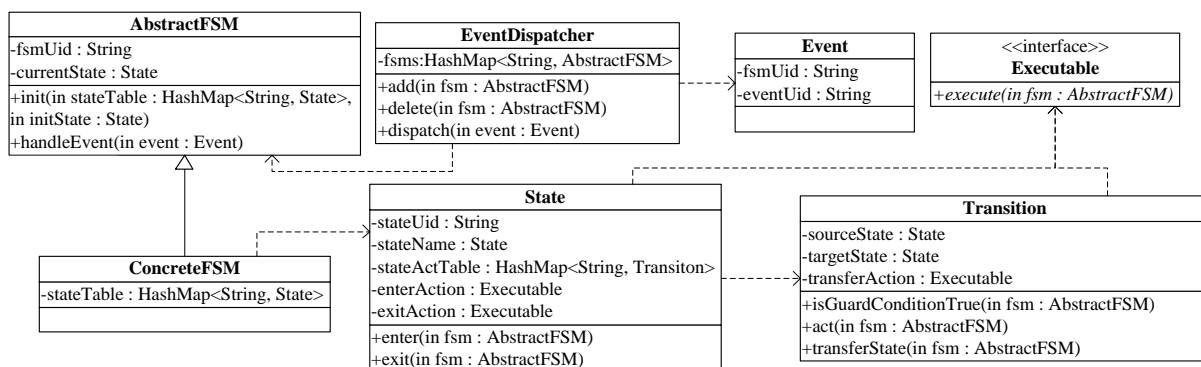 AbstractFSM
-fsmUid : String
-currentState : State
+init(in stateTable : HashMap<String, State>,
in initState : State)
+handleEvent(in event : Event)
EventDispatcher
-fsms:HashMap<String, AbstractFSM>
+add(in fsm : AbstractFSM)
+delete(in fsm : AbstractFSM)
+dispatch(in event : Event)
Event
-fsmUid : String
-eventUid : String
<<interface>>
Executable
+execute(in fsm : AbstractFSM)
ConcreteFSM
-stateTable : HashMap<String, State>
State
-stateUid : String
-stateName : State
-stateActTable : HashMap<String, Transiton>
-enterAction : Executable
-exitAction : Executable
+enter(in fsm : AbstractFSM)
+exit(in fsm : AbstractFSM)
Transition
-sourceState : State
-targetState : State
-transferAction : Executable
+isGuardConditionTrue(in fsm : AbstractFSM)
+act(in fsm : AbstractFSM)
+transferState(in fsm : AbstractFSM)